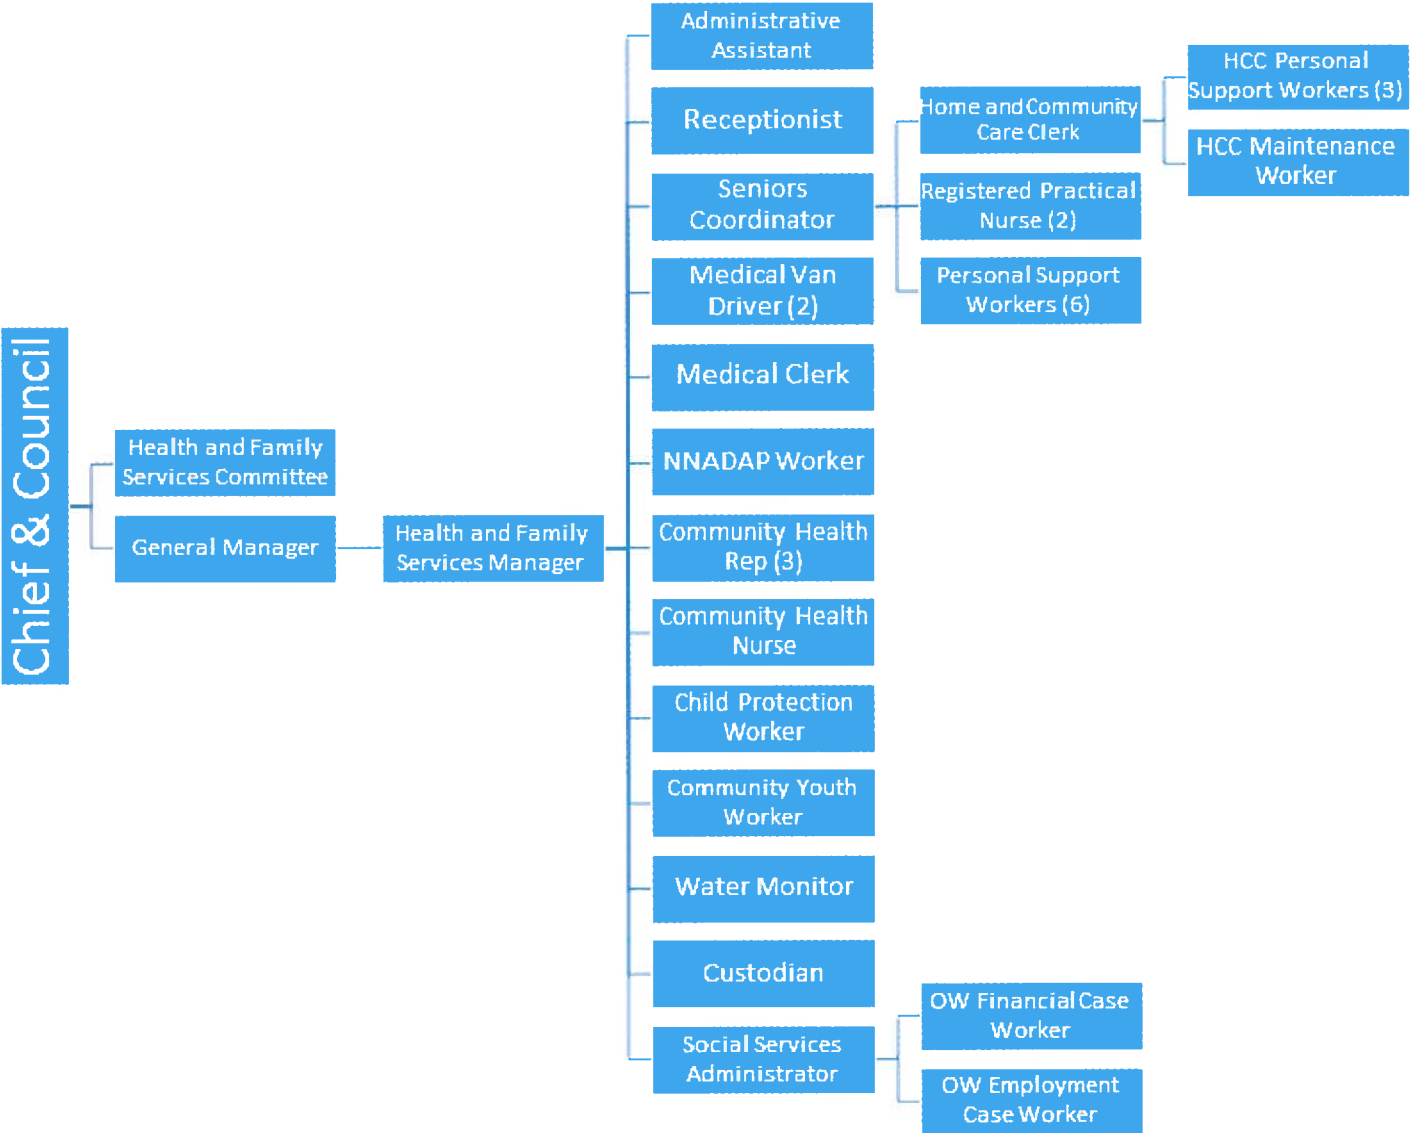 Chief & Council
Health and Family
Services Committee
General Manager
Health and Family
Services Manager
Administrative
Assistant
Receptionist
Seniors
Coordinator
Medical Van
Driver (2)
Medical Clerk
NNADAP Worker
Community Health
Rep (3)
Community Health
Nurse
Child Protection
Worker
Community Youth
Worker
Water Monitor
Custodian
Social Services
Administrator
Home and Community
Care Clerk
Registered Practical
Nurse (2)
Personal Support
Workers (6)
OW Financial Case
Worker
OW Employment
Case Worker
HCC Personal
Support Workers (3)
HCC Maintenance
Worker